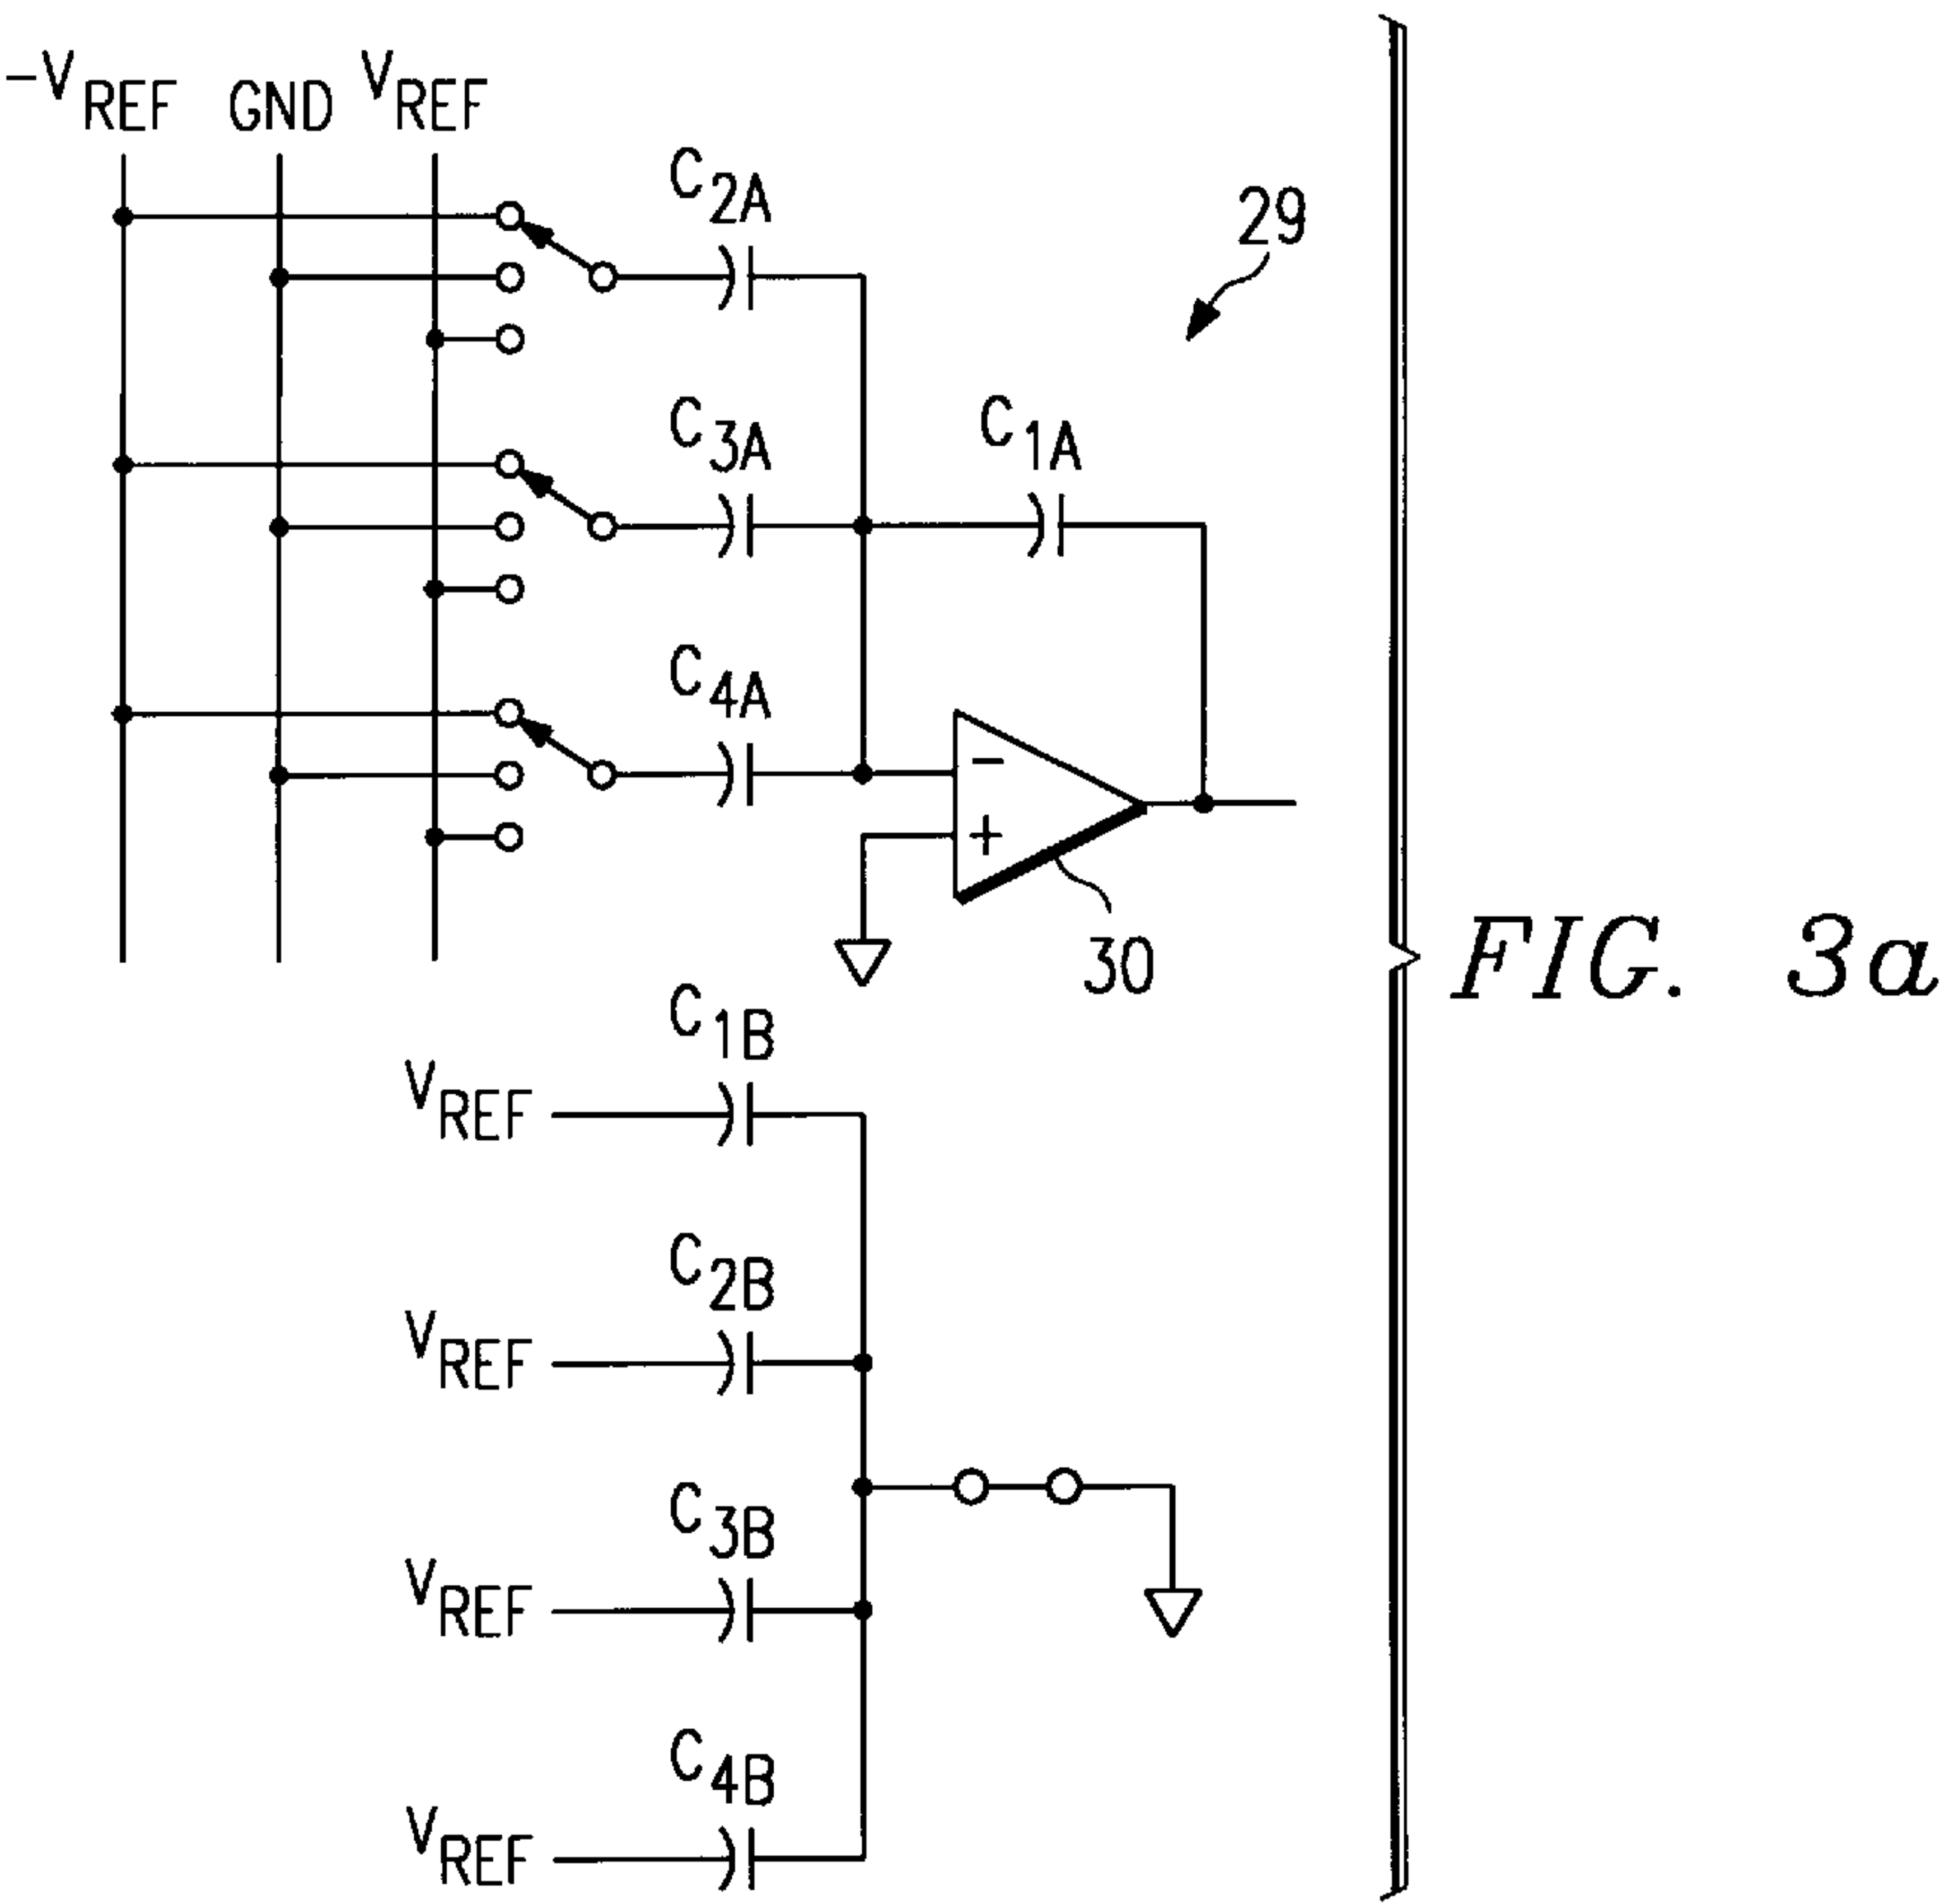 -VREF GND VREF
C2A
29
C3A
C1A
C4A
-
+
30
FIG. 3a
C1B
VREF
C2B
VREF
C3B
VREF
C4B
VREF